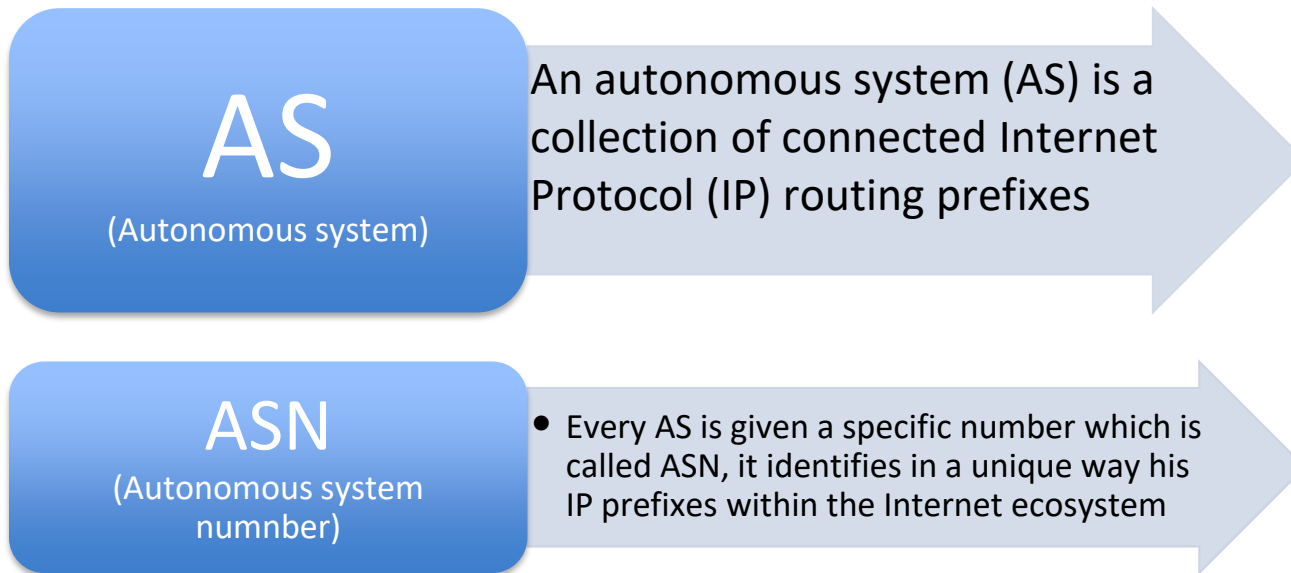 AS
(Autonomous system)
An autonomous system (AS) is a
collection of connected Internet
Protocol (IP) routing prefixes
ASN
(Autonomous system
numnber)
• Every AS is given a specific number which is
called ASN, it identifies in a unique way his
IP prefixes within the Internet ecosystem